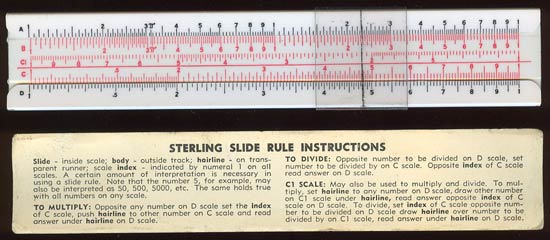 STERLING SLIDE RULE INSTRUCTIONS
Slide - inside scale; body - outside track; hairline - on trans-
parent runner; scale index - indicated by numeral 1 on all
scales. A certain amount of interpretation is necessary in
using a slide rule. Note that the number 5, for example, may
also be interpreted as 50, 500, 5000, etc. The same holds true
with all numbers on any scale.
TO MULTIPLY: Opposite any number on D scale set the index
of C scale, push hairline to other number on C scale and read
answer under hairline on D scale.
TO DIVIDE: Opposite number to be divided on D scale, set
number to be divided by on C scale. Opposite index of C scale
read answer on D scale.
C1 SCALE: May also be used to multiply and divide. To mul-
tiply, set hairline to any number on D scale, draw other number
on C1 scale under hairline, read answer opposite index of C
scale on D scale. To divide, set index of C scale opposite num-
ber to be divided on D scale draw hairline over number to be
divided by on C1 scale, read answer under hairline on D scale.